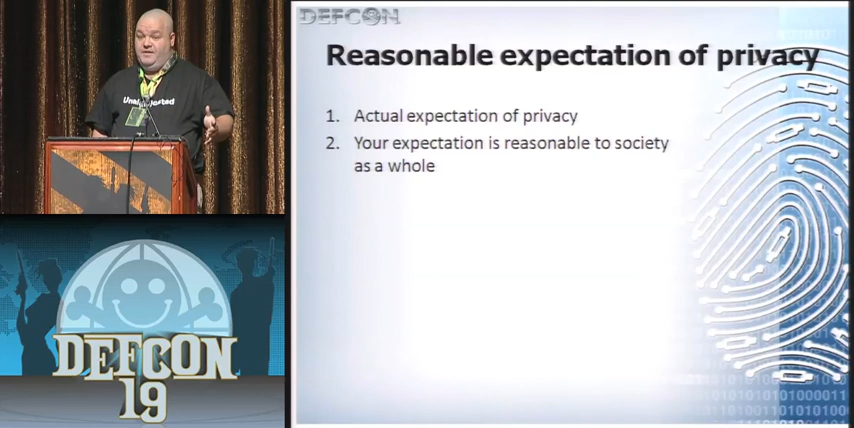 DEFCON
Reasonable expectation of privacy
1. Actual expectation of privacy
2. Your expectation is reasonable to society
as a whole
DEFCON
19